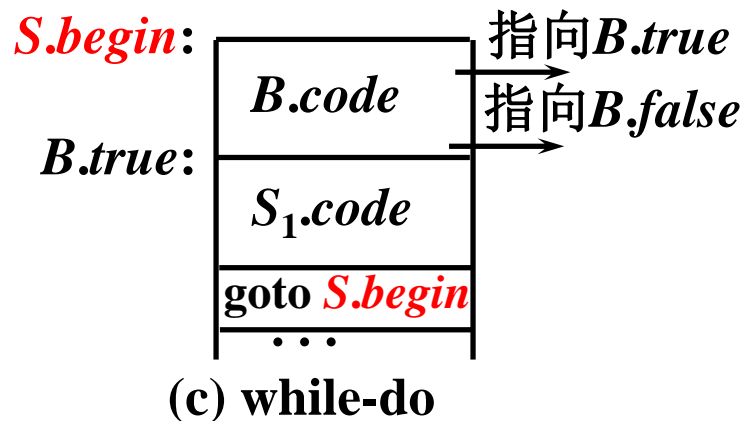 S.begin:
指向B.true
B.code
指向B.false
B.true:
S₁.code
goto S.begin
...
(c) while-do